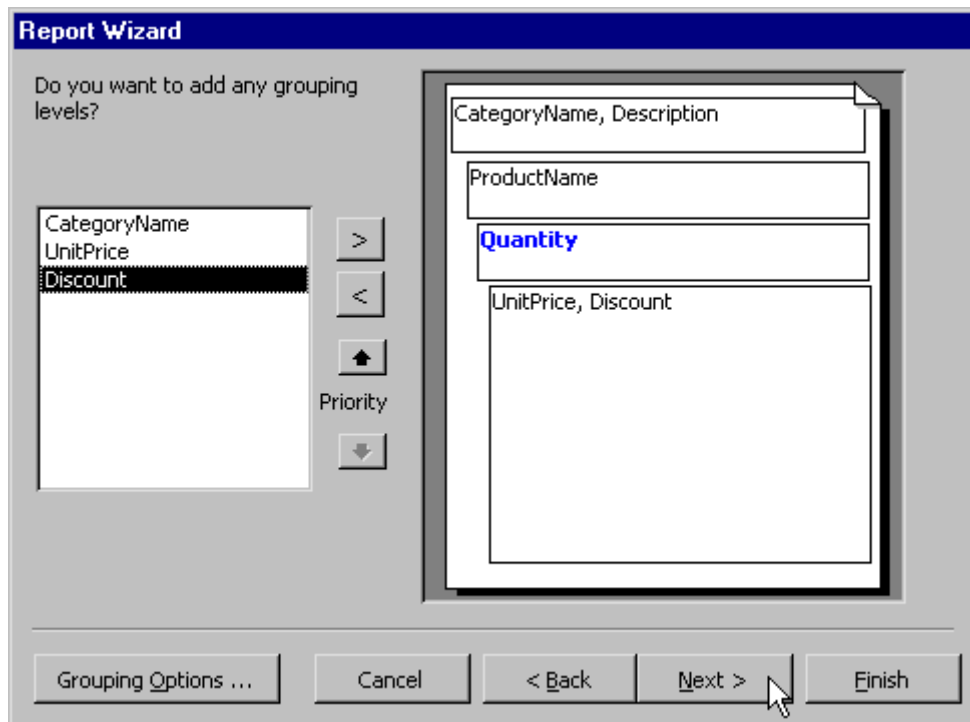 Report Wizard
Do you want to add any grouping
levels?
CategoryName
UnitPrice
Discount
>
<
Priority
CategoryName, Description
ProductName
Quantity
UnitPrice, Discount
Grouping Options ...
Cancel
< Back
Next >
Finish